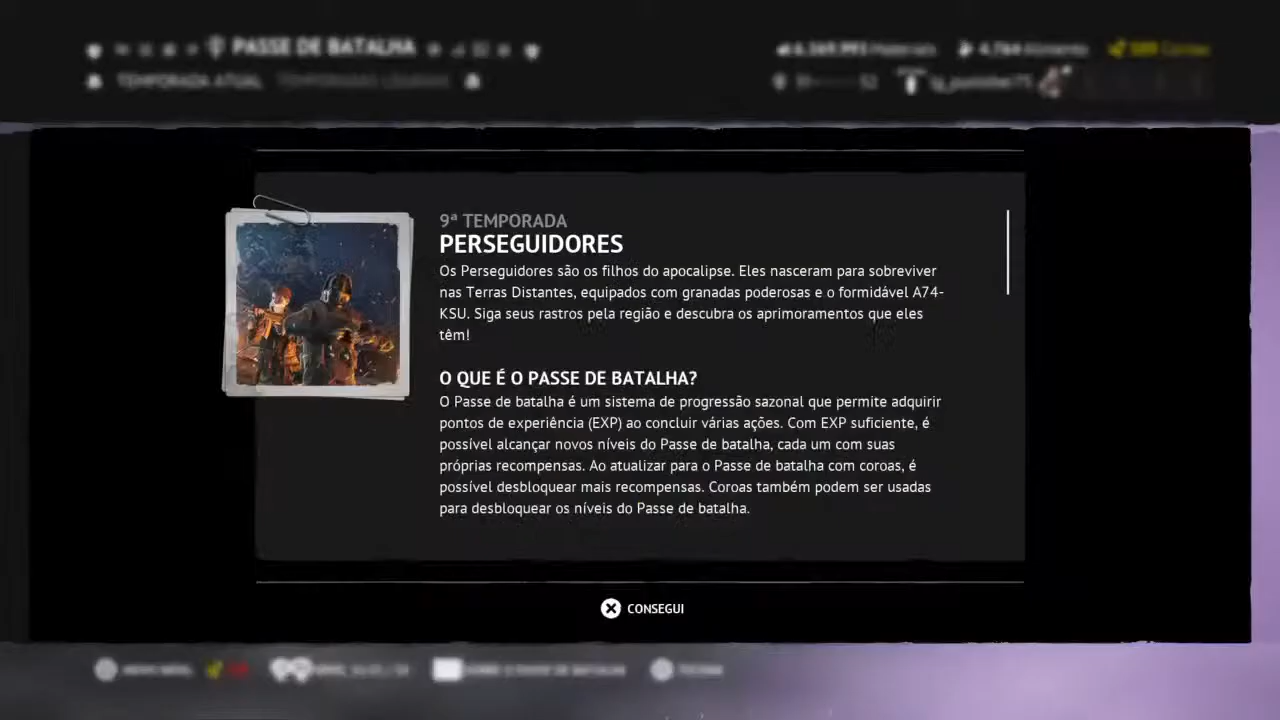 PASSE DE BATALHA
TEMPORADA ATUAL
9ª TEMPORADA
PERSEGUIDORES
Os Perseguidores são os filhos do apocalipse. Eles nasceram para sobreviver
nas Terras Distantes, equipados com granadas poderosas e o formidável A74-
KSU. Siga seus rastros pela região e descubra os aprimoramentos que eles
têm!
O QUE É O PASSE DE BATALHA?
O Passe de batalha é um sistema de progressão sazonal que permite adquirir
pontos de experiência (EXP) ao concluir várias ações. Com EXP suficiente, é
possível alcançar novos níveis do Passe de batalha, cada um com suas
próprias recompensas. Ao atualizar para o Passe de batalha com coroas, é
possível desbloquear mais recompensas. Coroas também podem ser usadas
para desbloquear os níveis do Passe de batalha.
CONSEGUI